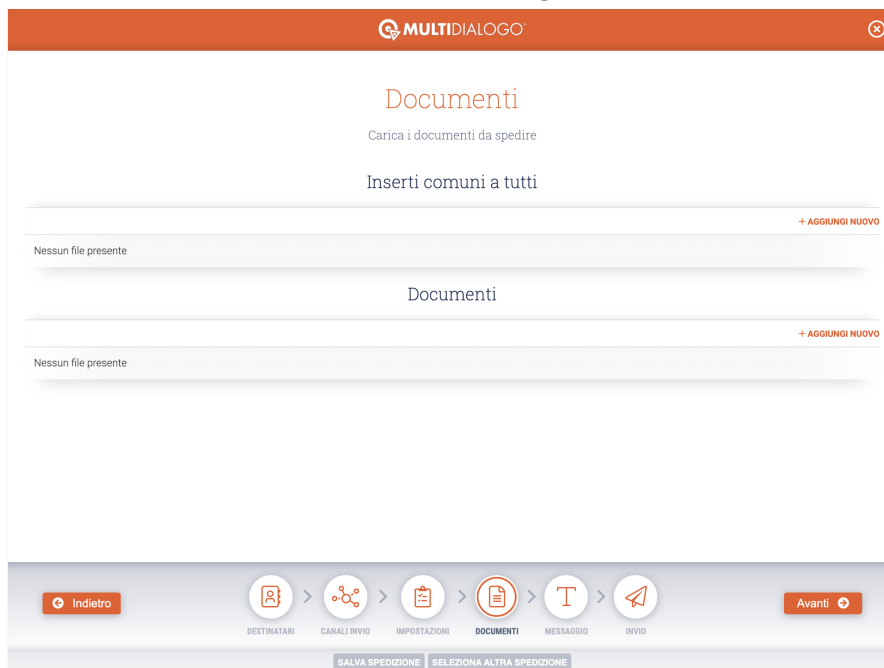 MULTIDIALOGO
Documenti
Carica i documenti da spedire
Inserti comuni a tutti
+ AGGIUNGI NUOVO
Nessun file presente
Documenti
+ AGGIUNGI NUOVO
Nessun file presente
Indietro
DESTINATARI
CANALI INVIO
IMPOSTAZIONI
DOCUMENTI
MESSAGGIO
INVIO
Avanti
SALVA SPEDIZIONE
SELEZIONA ALTRA SPEDIZIONE